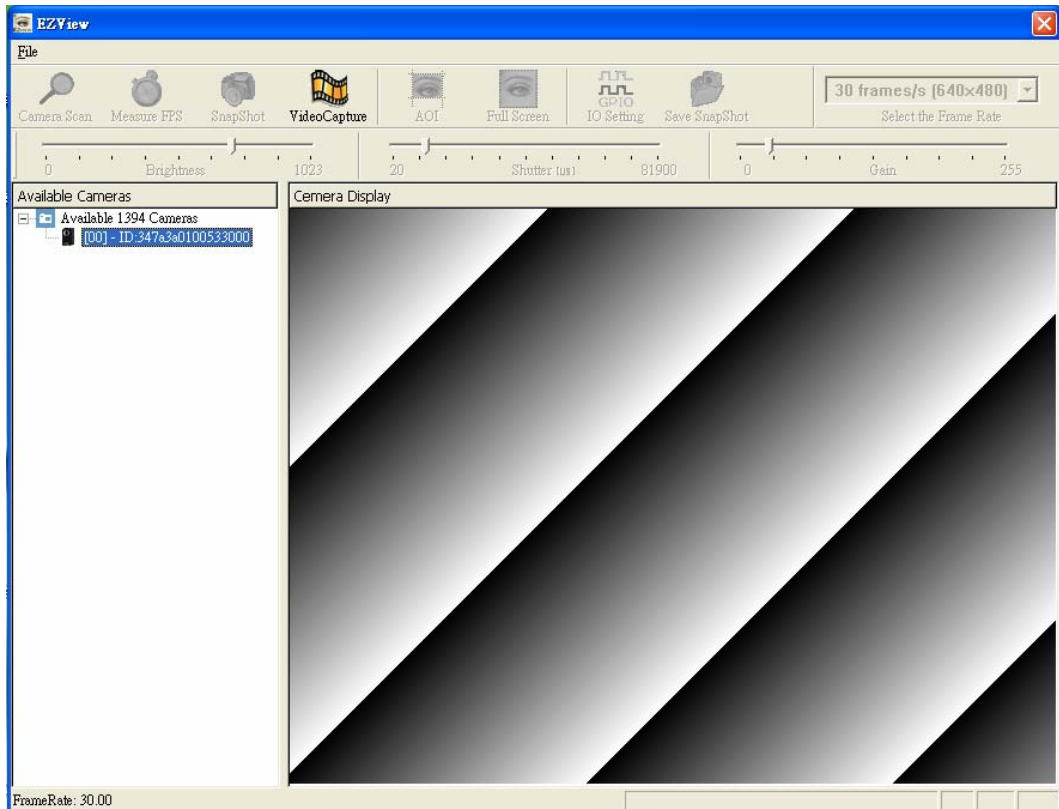 EZView
File
Camera Scan
Measure FPS
SnapShot
VideoCapture
AOI
Full Screen
GPIO
IO Setting
Save SnapShot
30 frames/s (640×480)
Select the Frame Rate
0 Brightness 1023
20 Shutter (us) 81900
0 Gain 255
Available Cameras
Cemera Display
Available 1394 Cameras
[00] - ID:347a3a0100533000
FrameRate: 30.00